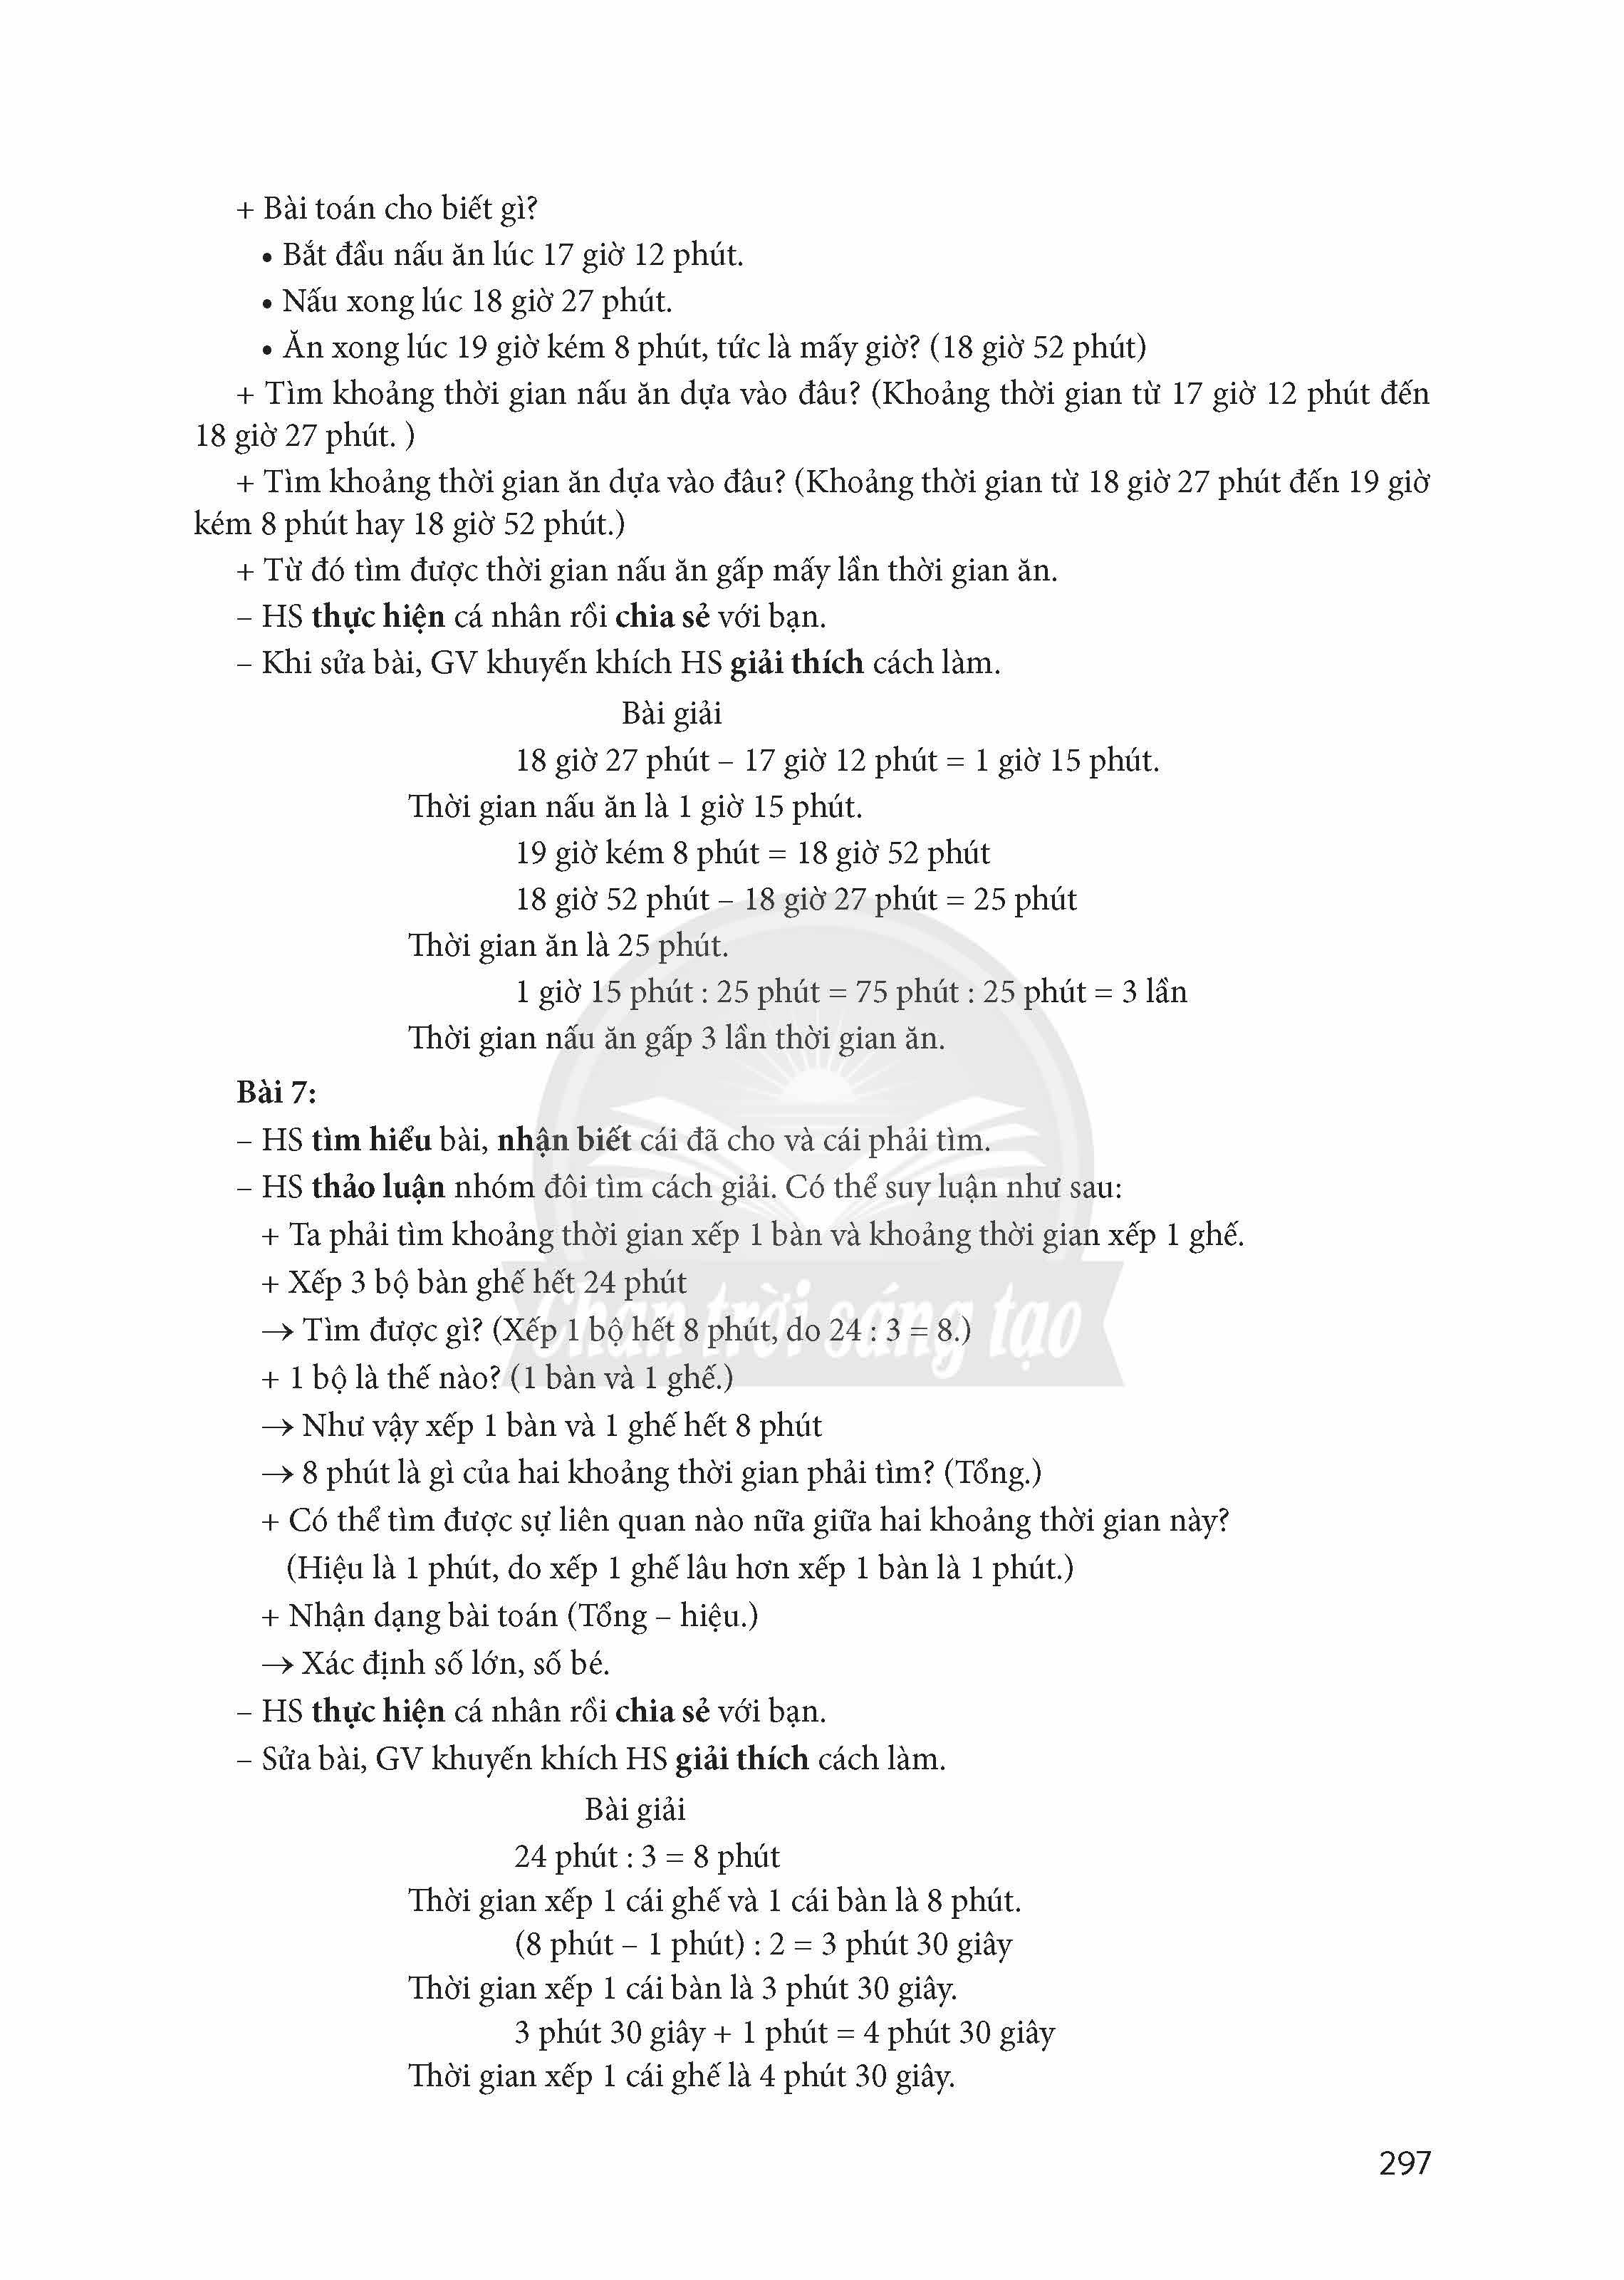 + Bài toán cho biết gì?
• Bắt đầu nấu ăn lúc 17 giờ 12 phút.
• Nấu xong lúc 18 giờ 27 phút.
• Ăn xong lúc 19 giờ kém 8 phút, tức là mấy giờ? (18 giờ 52 phút)
+ Tìm khoảng thời gian nấu ăn dựa vào đâu? (Khoảng thời gian từ 17 giờ 12 phút đến
18 giờ 27 phút. )
+ Tìm khoảng thời gian ăn dựa vào đâu? (Khoảng thời gian từ 18 giờ 27 phút đến 19 giờ
kém 8 phút hay 18 giờ 52 phút.)
+ Từ đó tìm được thời gian nấu ăn gấp mấy lần thời gian ăn.
– HS thực hiện cá nhân rồi chia sẻ với bạn.
– Khi sửa bài, GV khuyến khích HS giải thích cách làm.
Bài giải
18 giờ 27 phút – 17 giờ 12 phút = 1 giờ 15 phút.
Thời gian nấu ăn là 1 giờ 15 phút.
19 giờ kém 8 phút = 18 giờ 52 phút
18 giờ 52 phút – 18 giờ 27 phút = 25 phút
Thời gian ăn là 25 phút.
1 giờ 15 phút : 25 phút = 75 phút : 25 phút = 3 lần
Thời gian nấu ăn gấp 3 lần thời gian ăn.
Bài 7:
– HS tìm hiểu bài, nhận biết cái đã cho và cái phải tìm.
– HS thảo luận nhóm đôi tìm cách giải. Có thể suy luận như sau:
+ Ta phải tìm khoảng thời gian xếp 1 bàn và khoảng thời gian xếp 1 ghế.
+ Xếp 3 bộ bàn ghế hết 24 phút
→ Tìm được gì? (Xếp 1 bộ hết 8 phút, do 24 : 3 = 8.)
Chân trời sáng tạo
+ 1 bộ là thế nào? (1 bàn và 1 ghế.)
→ Như vậy xếp 1 bàn và 1 ghế hết 8 phút
→ 8 phút là gì của hai khoảng thời gian phải tìm? (Tổng.)
+ Có thể tìm được sự liên quan nào nữa giữa hai khoảng thời gian này?
(Hiệu là 1 phút, do xếp 1 ghế lâu hơn xếp 1 bàn là 1 phút.)
+ Nhận dạng bài toán (Tổng – hiệu.)
→ Xác định số lớn, số bé.
– HS thực hiện cá nhân rồi chia sẻ với bạn.
– Sửa bài, GV khuyến khích HS giải thích cách làm.
Bài giải
24 phút : 3 = 8 phút
Thời gian xếp 1 cái ghế và 1 cái bàn là 8 phút.
(8 phút – 1 phút) : 2 = 3 phút 30 giây
Thời gian xếp 1 cái bàn là 3 phút 30 giây.
3 phút 30 giây + 1 phút = 4 phút 30 giây
Thời gian xếp 1 cái ghế là 4 phút 30 giây.
297